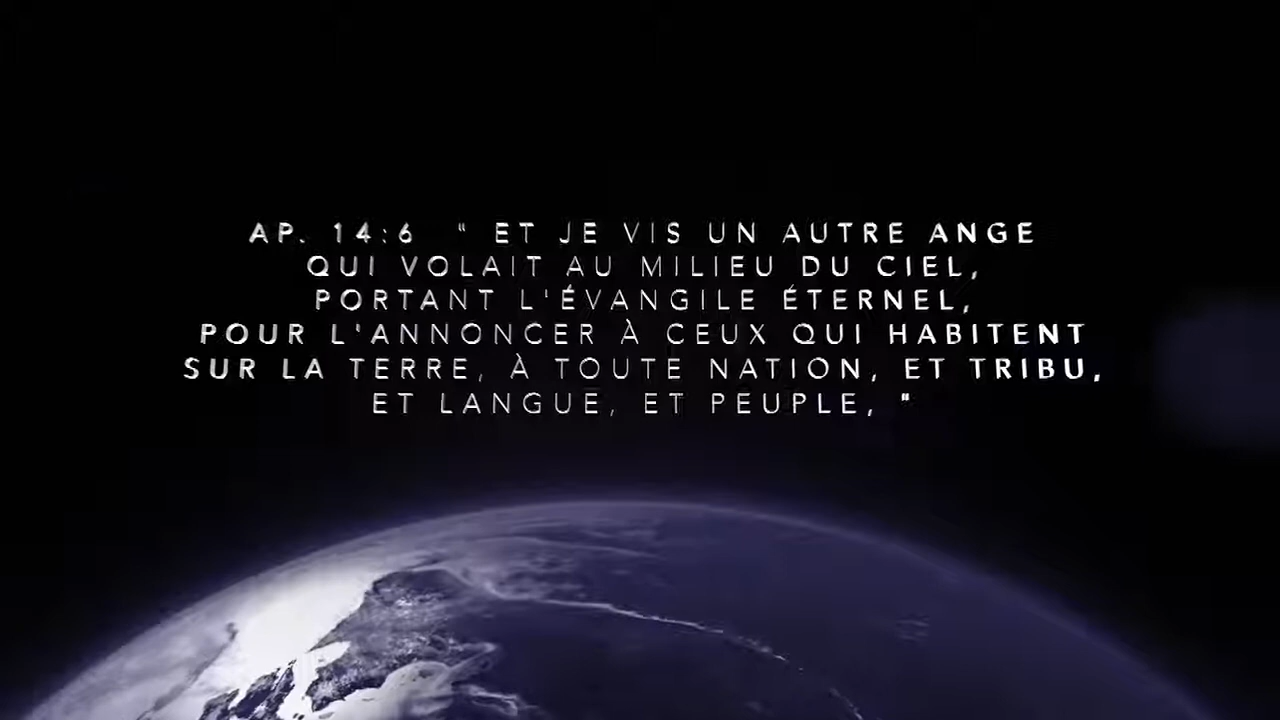 AP. 14:6 " ET JE VIS UN AUTRE ANGE
QUI VOLAIT AU MILIEU DU CIEL,
PORTANT L'ÉVANGILE ÉTERNEL,
POUR L'ANNONCER À CEUX QUI HABITENT
SUR LA TERRE, À TOUTE NATION, ET TRIBU,
ET LANGUE, ET PEUPLE, "